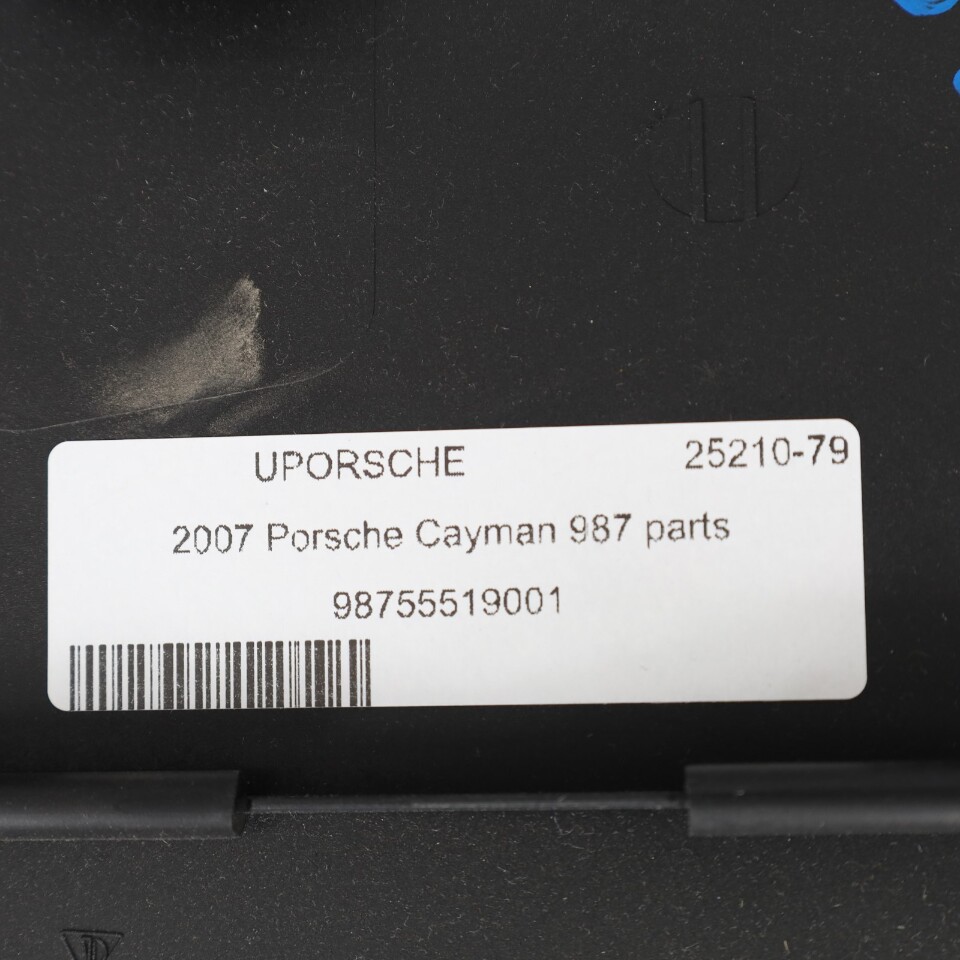 UPORSCHE 25210-79
2007 Porsche Cayman 987 parts
98755519001